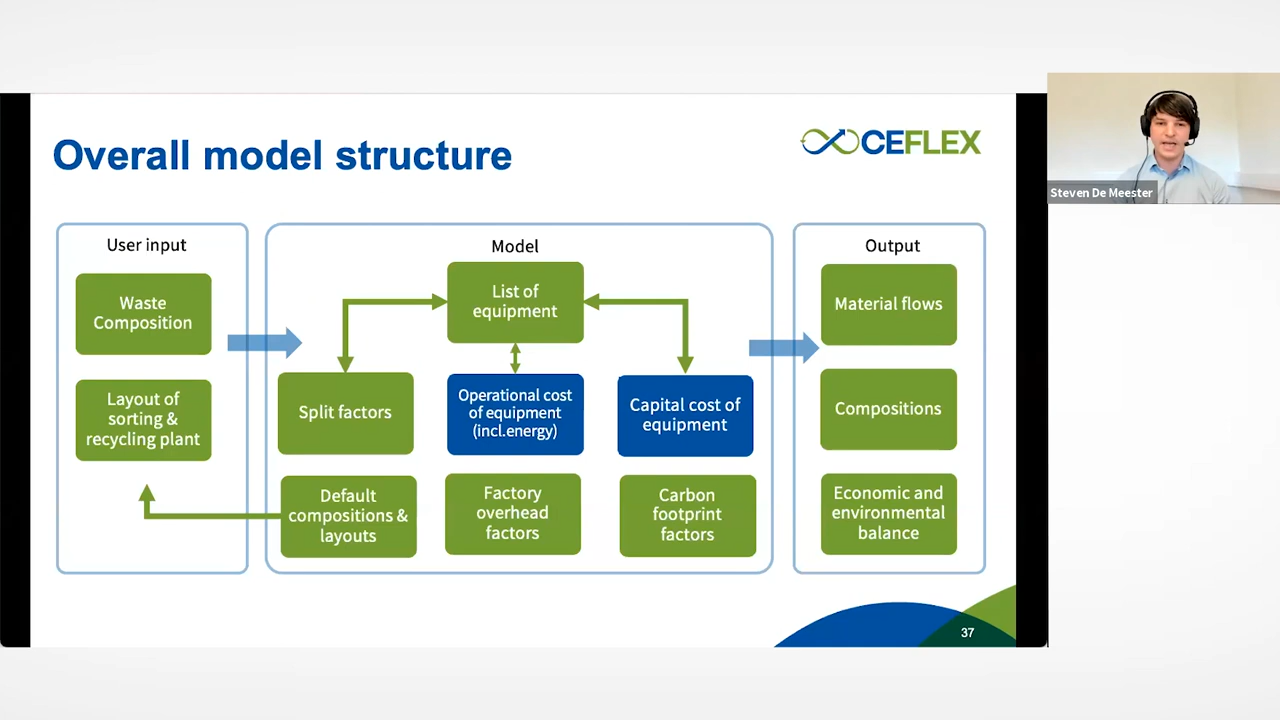 Overall model structure
CEFLEX
Steven De Meester
User input
Waste
Composition
Layout of
sorting &
recycling plant
Model
List of
equipment
Split factors
Operational cost
of equipment
(incl.energy)
Capital cost of
equipment
Default
compositions &
layouts
Factory
overhead
factors
Carbon
footprint
factors
Output
Material flows
Compositions
Economic and
environmental
balance
37